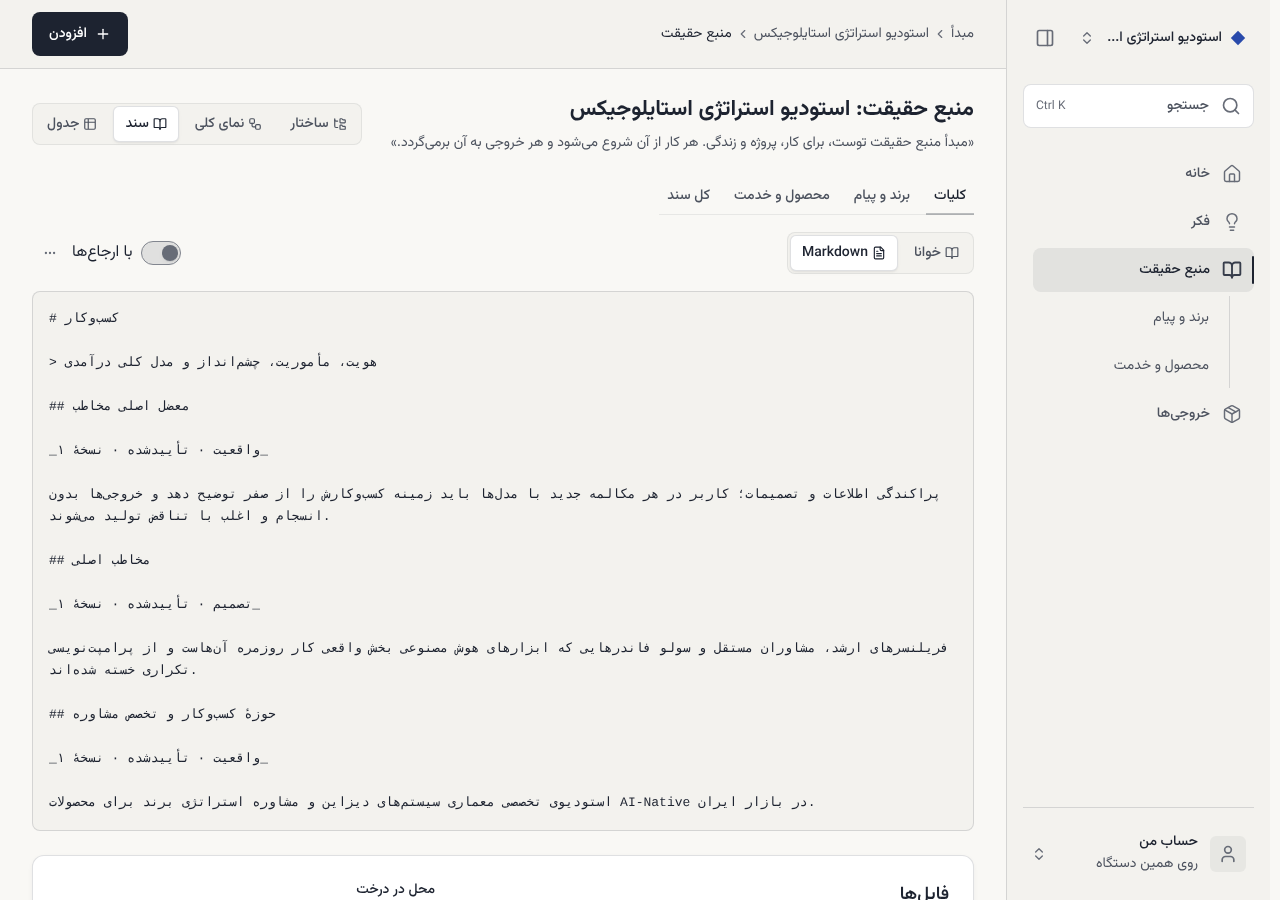 استودیو استراتژی ا...
جستجو
Ctrl K
خانه
فکر
منبع حقیقت
برند و پیام
محصول و خدمت
خروجی‌ها
حساب من
روی همین دستگاه
مبدأ › استودیو استراتژی استایلوجیکس › منبع حقیقت
افزودن
منبع حقیقت: استودیو استراتژی استایلوجیکس
«مبدأ منبع حقیقت توست، برای کار، پروژه و زندگی. هر کار از آن شروع می‌شود و هر خروجی به آن برمی‌گردد.»
ساختار
نمای کلی
سند
جدول
کلیات
برند و پیام
محصول و خدمت
کل سند
خوانا
Markdown
با ارجاع‌ها
# کسب‌وکار
> هویت، مأموریت، چشم‌انداز و مدل کلی درآمدی
## معضل اصلی مخاطب
_واقعیت · تأییدشده · نسخهٔ ۱_
پراکندگی اطلاعات و تصمیمات؛ کاربر در هر مکالمه جدید با مدل‌ها باید زمینه کسب‌وکارش را از صفر توضیح دهد و خروجی‌ها بدون
انسجام و اغلب با تناقض تولید می‌شوند.
## مخاطب اصلی
_تصمیم · تأییدشده · نسخهٔ ۱_
فریلنسرهای ارشد، مشاوران مستقل و سولو فاندرهایی که ابزارهای هوش مصنوعی بخش واقعی کار روزمره آن‌هاست و از پرامپت‌نویسی
تکراری خسته شده‌اند.
## حوزهٔ کسب‌وکار و تخصص مشاوره
_واقعیت · تأییدشده · نسخهٔ ۱_
استودیوی تخصصی معماری سیستم‌های دیزاین و مشاوره استراتژی برند برای محصولات AI-Native در بازار ایران.
فایل‌ها
محل در درخت